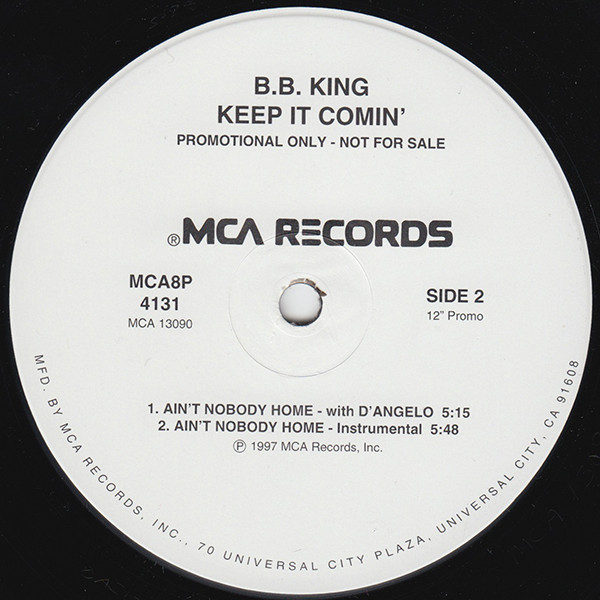 B.B. KING
KEEP IT COMIN'
PROMOTIONAL ONLY - NOT FOR SALE
® MCA RECORDS
MCA8P
4131
MCA 13090
SIDE 2
12" Promo
1. AIN'T NOBODY HOME - with D'ANGELO 5:15
2. AIN'T NOBODY HOME - Instrumental 5:48
℗ 1997 MCA Records, Inc.
MFD. BY MCA RECORDS, INC., 70 UNIVERSAL CITY PLAZA, UNIVERSAL CITY, CA 91608